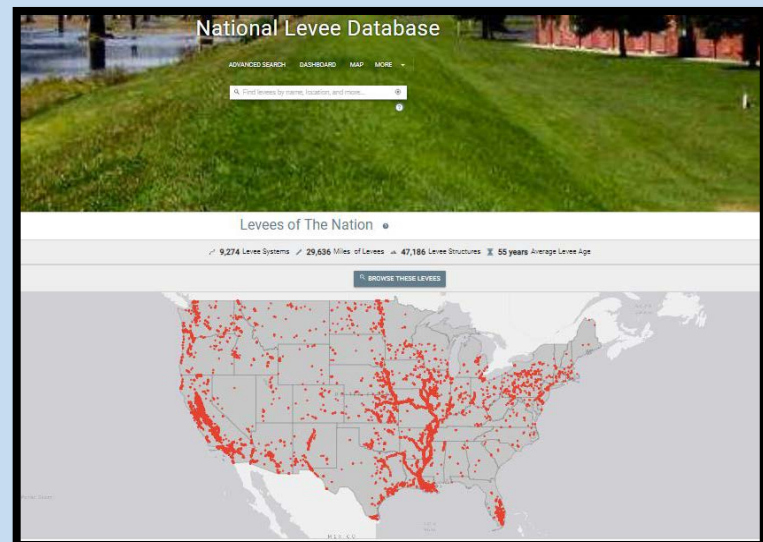 National Levee Database
ADVANCED SEARCH DASHBOARD MAP MORE
Find levees by name, location, and more...
Levees of The Nation
9,274 Levee Systems 29,636 Miles of Levees 47,186 Levee Structures 55 years Average Levee Age
BROWSE THESE LEVEES